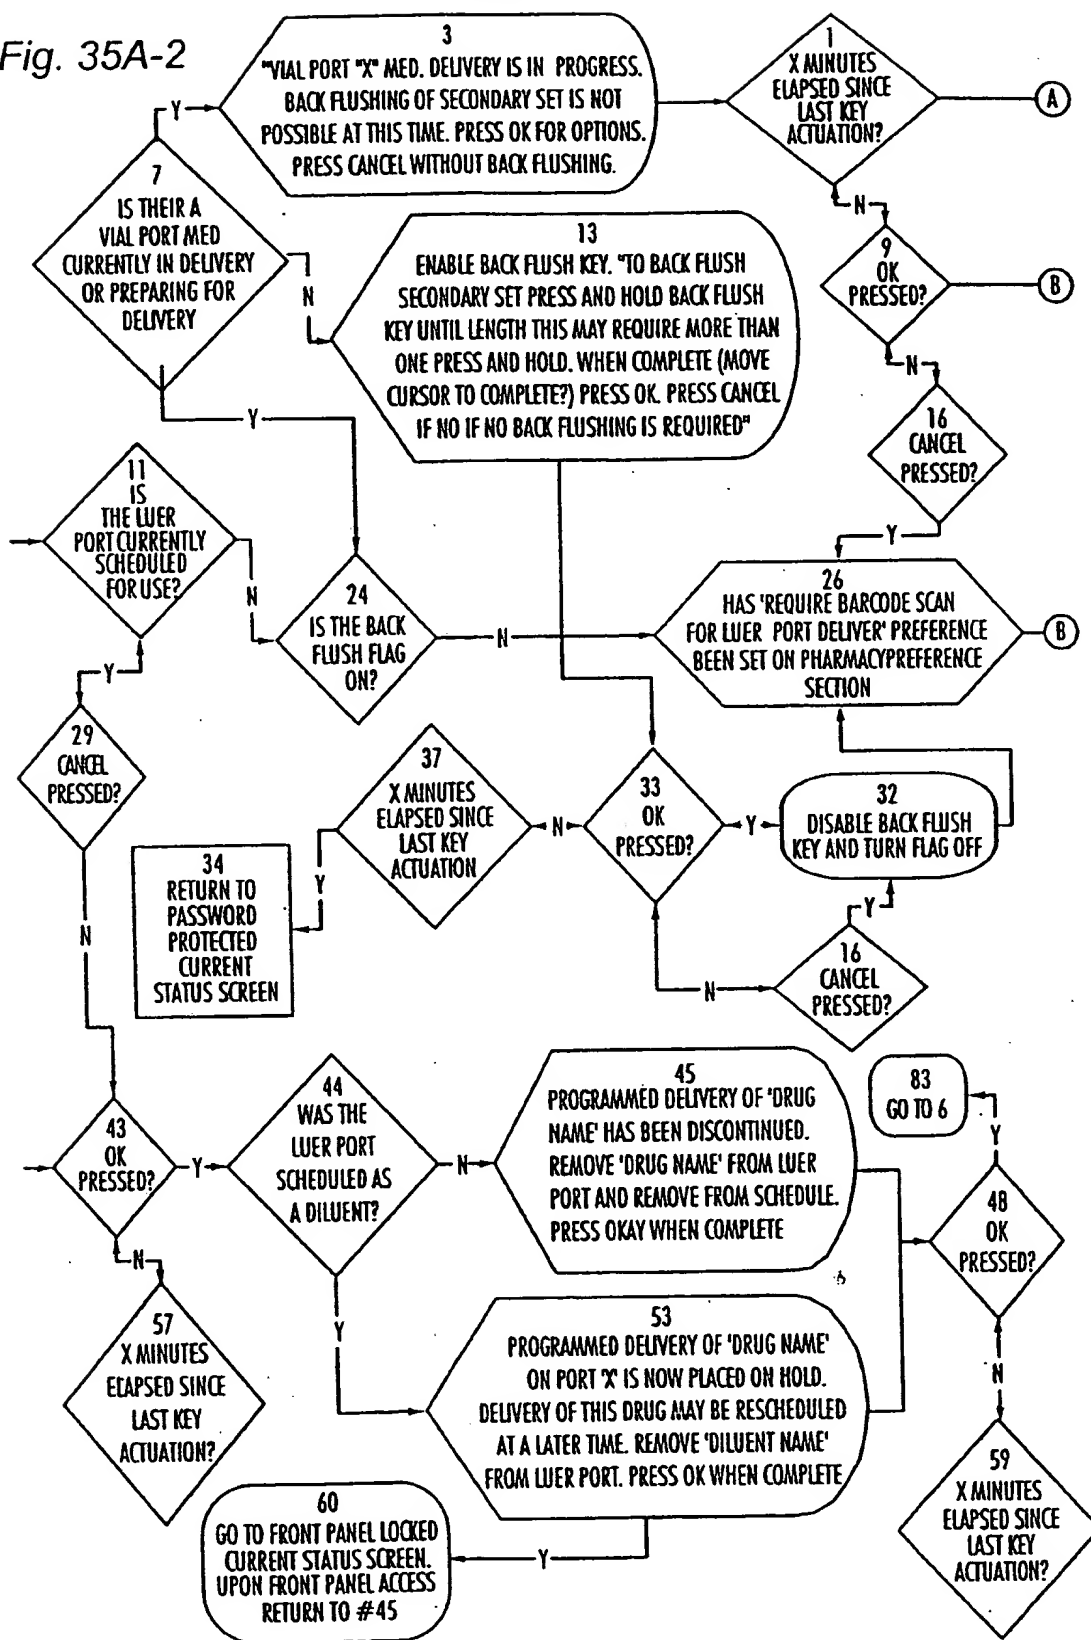 Fig. 35A-2
3
"VIAL PORT "X" MED. DELIVERY IS IN PROGRESS.
BACK FLUSHING OF SECONDARY SET IS NOT
POSSIBLE AT THIS TIME. PRESS OK FOR OPTIONS.
PRESS CANCEL WITHOUT BACK FLUSHING.
1
X MINUTES
ELAPSED SINCE
LAST KEY
ACTUATION?
A
Y
N
7
IS THEIR A
VIAL PORT MED
CURRENTLY IN DELIVERY
OR PREPARING FOR
DELIVERY
N
Y
13
ENABLE BACK FLUSH KEY. "TO BACK FLUSH
SECONDARY SET PRESS AND HOLD BACK FLUSH
KEY UNTIL LENGTH THIS MAY REQUIRE MORE THAN
ONE PRESS AND HOLD. WHEN COMPLETE (MOVE
CURSOR TO COMPLETE?) PRESS OK. PRESS CANCEL
IF NO IF NO BACK FLUSHING IS REQUIRED"
9
OK
PRESSED?
B
N
16
CANCEL
PRESSED?
Y
11
IS
THE LUER
PORT CURRENTLY
SCHEDULED
FOR USE?
N
Y
24
IS THE BACK
FLUSH FLAG
ON?
N
26
HAS 'REQUIRE BARCODE SCAN
FOR LUER PORT DELIVER' PREFERENCE
BEEN SET ON PHARMACYPREFERENCE
SECTION
B
29
CANCEL
PRESSED?
N
37
X MINUTES
ELAPSED SINCE
LAST KEY
ACTUATION
Y
N
33
OK
PRESSED?
Y
N
32
DISABLE BACK FLUSH
KEY AND TURN FLAG OFF
34
RETURN TO
PASSWORD
PROTECTED
CURRENT
STATUS SCREEN
Y
16
CANCEL
PRESSED?
43
OK
PRESSED?
Y
N
44
WAS THE
LUER PORT
SCHEDULED AS
A DILUENT?
N
Y
45
PROGRAMMED DELIVERY OF 'DRUG
NAME' HAS BEEN DISCONTINUED.
REMOVE 'DRUG NAME' FROM LUER
PORT AND REMOVE FROM SCHEDULE.
PRESS OKAY WHEN COMPLETE
83
GO TO 6
Y
48
OK
PRESSED?
N
57
X MINUTES
ELAPSED SINCE
LAST KEY
ACTUATION?
53
PROGRAMMED DELIVERY OF 'DRUG NAME'
ON PORT 'X' IS NOW PLACED ON HOLD.
DELIVERY OF THIS DRUG MAY BE RESCHEDULED
AT A LATER TIME. REMOVE 'DILUENT NAME'
FROM LUER PORT. PRESS OK WHEN COMPLETE
59
X MINUTES
ELAPSED SINCE
LAST KEY
ACTUATION?
60
GO TO FRONT PANEL LOCKED
CURRENT STATUS SCREEN.
UPON FRONT PANEL ACCESS
RETURN TO #45
Y